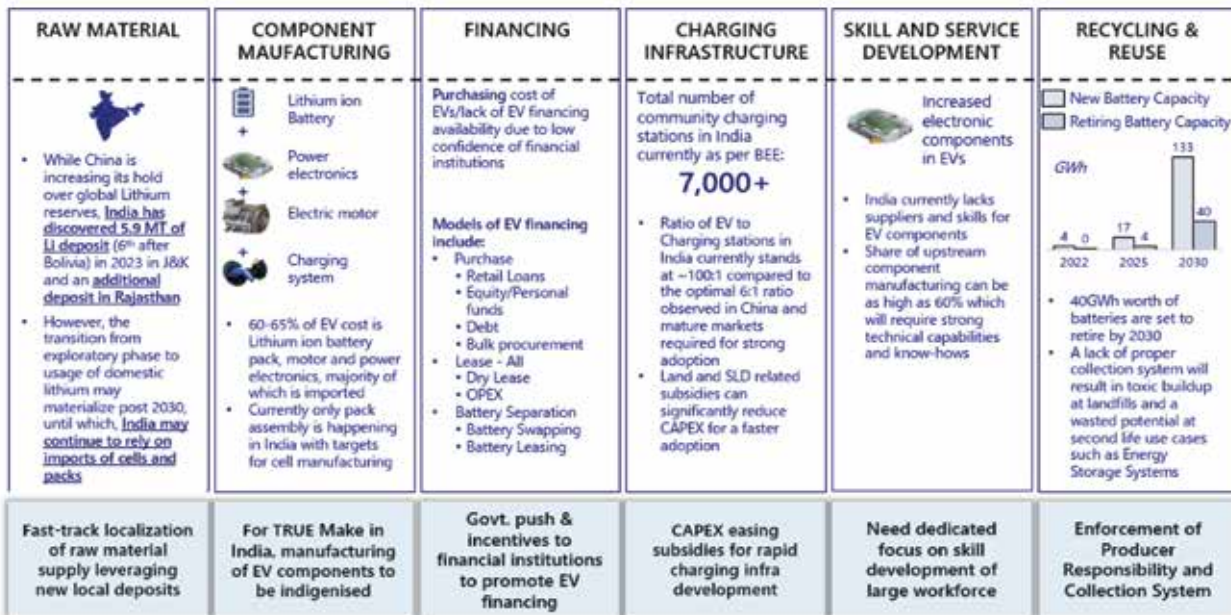 RAW MATERIAL
While China is
increasing its hold
over global Lithium
reserves, India has
discovered 5.9 MT of
Li deposit (6th after
Bolivia) in 2023 in J&K
and an additional
deposit in Rajasthan
However, the
transition from
exploratory phase to
usage of domestic
lithium may
materialize post 2030,
until which, India may
continue to rely on
imports of cells and
packs
Fast-track localization
of raw material
supply leveraging
new local deposits
COMPONENT
MAUFACTURING
Lithium ion
Battery
+
Power
electronics
+
Electric motor
+
Charging
system
60-65% of EV cost is
Lithium ion battery
pack, motor and power
electronics, majority of
which is imported
Currently only pack
assembly is happening
in India with targets
for cell manufacturing
For TRUE Make in
India, manufacturing
of EV components to
be indigenised
FINANCING
Purchasing cost of
EVs/lack of EV financing
availability due to low
confidence of financial
institutions
Models of EV financing
include:
Purchase
Retail Loans
Equity/Personal
funds
Debt
Bulk procurement
Lease - All
Dry Lease
OPEX
Battery Separation
Battery Swapping
Battery Leasing
Govt. push &
incentives to
financial institutions
to promote EV
financing
CHARGING
INFRASTRUCTURE
Total number of
community charging
stations in India
currently as per BEE:
7,000+
Ratio of EV to
Charging stations in
India currently stands
at ~100:1 compared to
the optimal 6:1 ratio
observed in China and
mature markets
required for strong
adoption
Land and SLD related
subsidies can
significantly reduce
CAPEX for a faster
adoption
CAPEX easing
subsidies for rapid
charging infra
development
SKILL AND SERVICE
DEVELOPMENT
Increased
electronic
components
in EVs
India currently lacks
suppliers and skills for
EV components
Share of upstream
component
manufacturing can be
as high as 60% which
will require strong
technical capabilities
and know-hows
Need dedicated
focus on skill
development of
large workforce
RECYCLING &
REUSE
New Battery Capacity
Retiring Battery Capacity
GWh
4 0 17 4 133 40
2022 2025 2030
40GWh worth of
batteries are set to
retire by 2030
A lack of proper
collection system will
result in toxic buildup
at landfills and a
wasted potential at
second life use cases
such as Energy
Storage Systems
Enforcement of
Producer
Responsibility and
Collection System